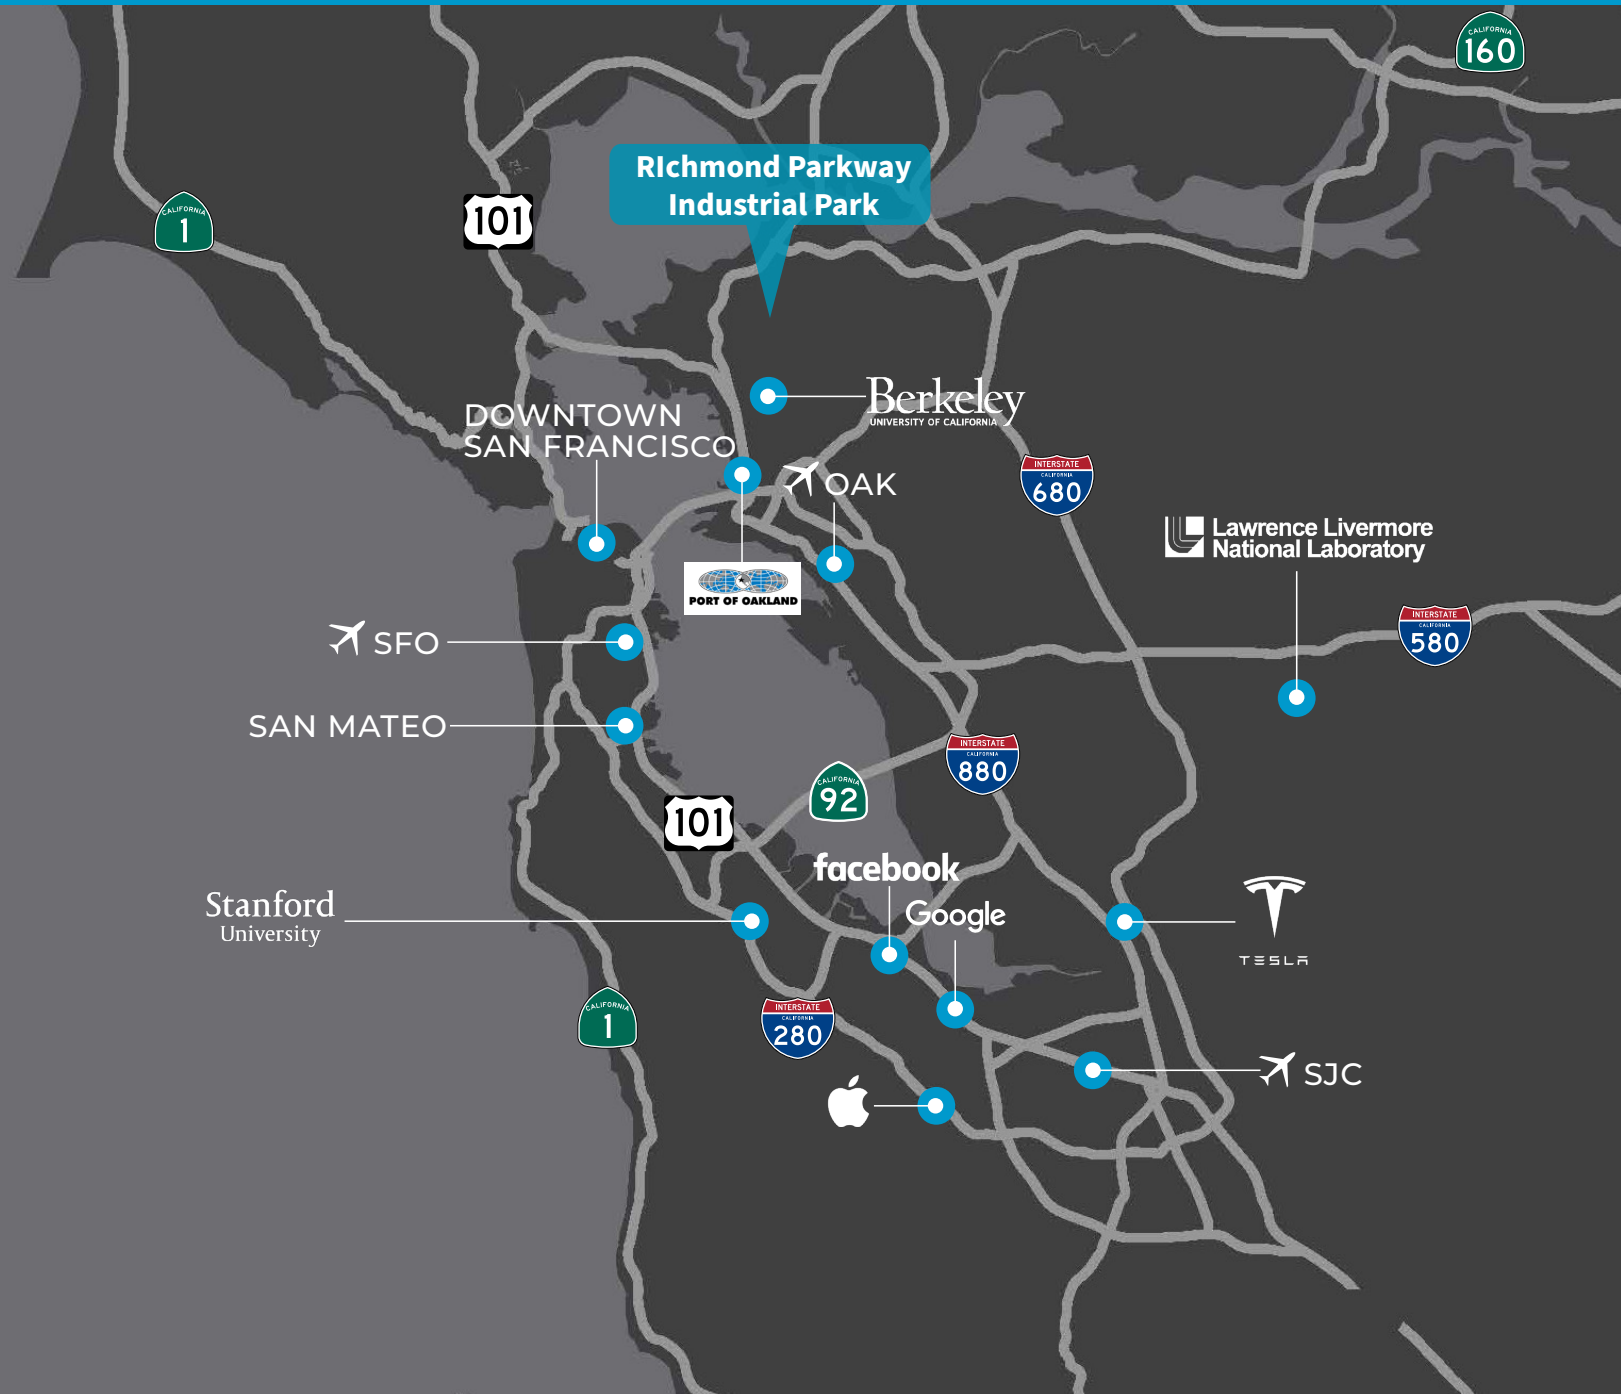 CALIFORNIA
160
RIchmond Parkway
Industrial Park
CALIFORNIA
1
101
Berkeley
UNIVERSITY OF CALIFORNIA
DOWNTOWN
SAN FRANCISCO
OAK
INTERSTATE
CALIFORNIA
680
Lawrence Livermore
National Laboratory
PORT OF OAKLAND
INTERSTATE
CALIFORNIA
580
SFO
SAN MATEO
INTERSTATE
CALIFORNIA
880
CALIFORNIA
92
101
facebook
Google
Stanford
University
TESLA
CALIFORNIA
1
INTERSTATE
CALIFORNIA
280
SJC